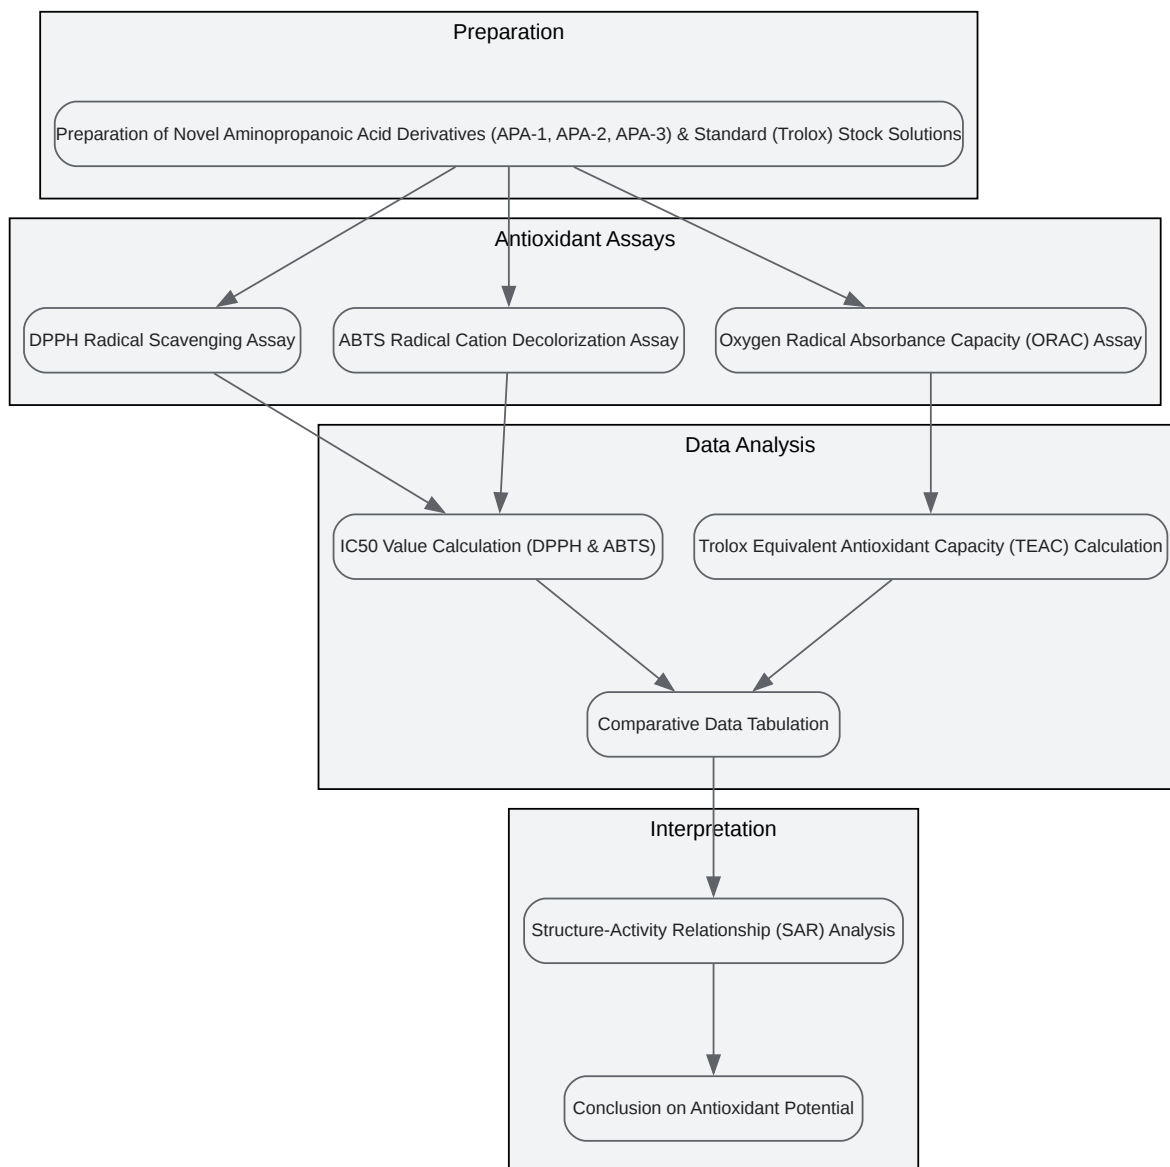 Preparation
Preparation of Novel Aminopropanoic Acid Derivatives (APA-1, APA-2, APA-3) & Standard (Trolox) Stock Solutions
Antioxidant Assays
DPPH Radical Scavenging Assay
ABTS Radical Cation Decolorization Assay
Oxygen Radical Absorbance Capacity (ORAC) Assay
Data Analysis
IC50 Value Calculation (DPPH & ABTS)
Trolox Equivalent Antioxidant Capacity (TEAC) Calculation
Comparative Data Tabulation
Interpretation
Structure-Activity Relationship (SAR) Analysis
Conclusion on Antioxidant Potential